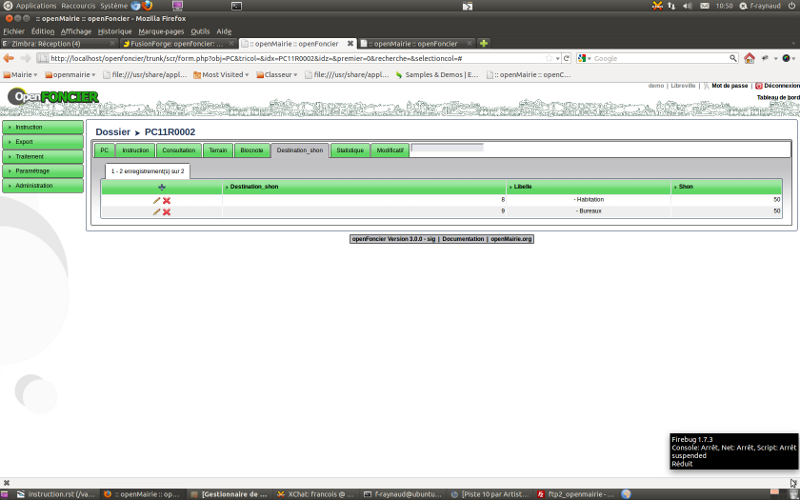 Applications Raccourcis Système 10:50 f-raynaud
:: openMairie :: openFoncier - Mozilla Firefox
Fichier Édition Affichage Historique Marque-pages Outils Aide
Zimbra: Réception (4) FusionForge: openfoncier: ... :: openMairie :: openFoncier :: openMairie :: openFoncier
http://localhost/openfoncier/trunk/scr/form.php?obj=PC&tricol=&idx=PC11R0002&idz=&premier=0&recherche=&selectioncol=# Google
Mairie openmairie file:///usr/share/appl... Most Visited Classeur file:///usr/share/appl... Samples & Demos | E... :: openMairie :: openC...
OpenFONCIER
demo | Libreville | Mot de passe | Déconnexion
Tableau de bord
Instruction
Export
Traitement
Paramétrage
Administration
Dossier ▸ PC11R0002
PC Instruction Consultation Terrain Blocnote Destination_shon Statistique Modificatif
1 - 2 enregistrement(s) sur 2
Destination_shon Libelle Shon
8 - Habitation 50
9 - Bureaux 50
openFoncier Version 3.0.0 - sig | Documentation | openMairie.org
Firebug 1.7.3
Console: Arrêt, Net: Arrêt, Script: Arrêt
suspended
Réduit
instruction.rst (/va... :: openMairie :: op... [Gestionnaire de ... XChat: francois @ ... f-raynaud@ubuntu... [Piste 10 par Artist... ftp2_openmairie - ...